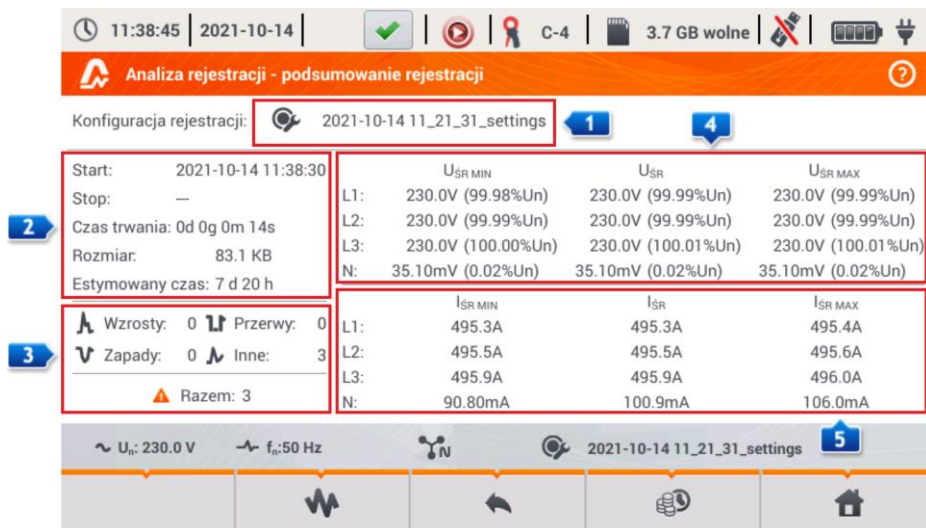 11:38:45 2021-10-14 C-4 3.7 GB wolne
Analiza rejestracji - podsumowanie rejestracji ?
Konfiguracja rejestracji: 2021-10-14 11_21_31_settings 1
4
2
Start: 2021-10-14 11:38:30
Stop: ---
Czas trwania: 0d 0g 0m 14s
Rozmiar: 83.1 KB
Estymowany czas: 7 d 20 h
UŚR MIN UŚR UŚR MAX
L1: 230.0V (99.98%Un) 230.0V (99.99%Un) 230.0V (99.99%Un)
L2: 230.0V (99.99%Un) 230.0V (99.99%Un) 230.0V (99.99%Un)
L3: 230.0V (100.00%Un) 230.0V (100.01%Un) 230.0V (100.01%Un)
N: 35.10mV (0.02%Un) 35.10mV (0.02%Un) 35.10mV (0.02%Un)
3
Wzrosty: 0 Przerwy: 0
Zapady: 0 Inne: 3
Razem: 3
IŚR MIN IŚR IŚR MAX
L1: 495.3A 495.3A 495.4A
L2: 495.5A 495.5A 495.6A
L3: 495.9A 495.9A 496.0A
N: 90.80mA 100.9mA 106.0mA
5
Un: 230.0 V fn:50 Hz N 2021-10-14 11_21_31_settings